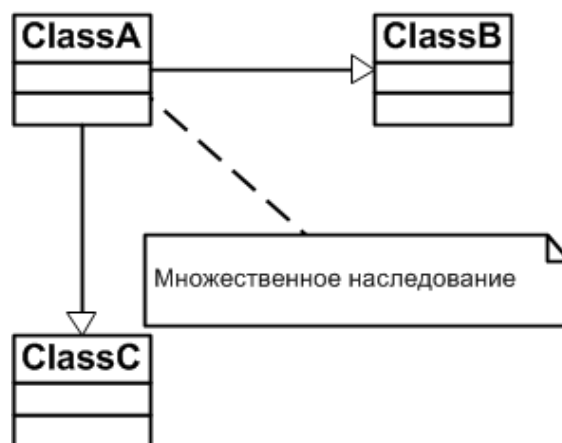 ClassA
ClassB
Множественное наследование
ClassC